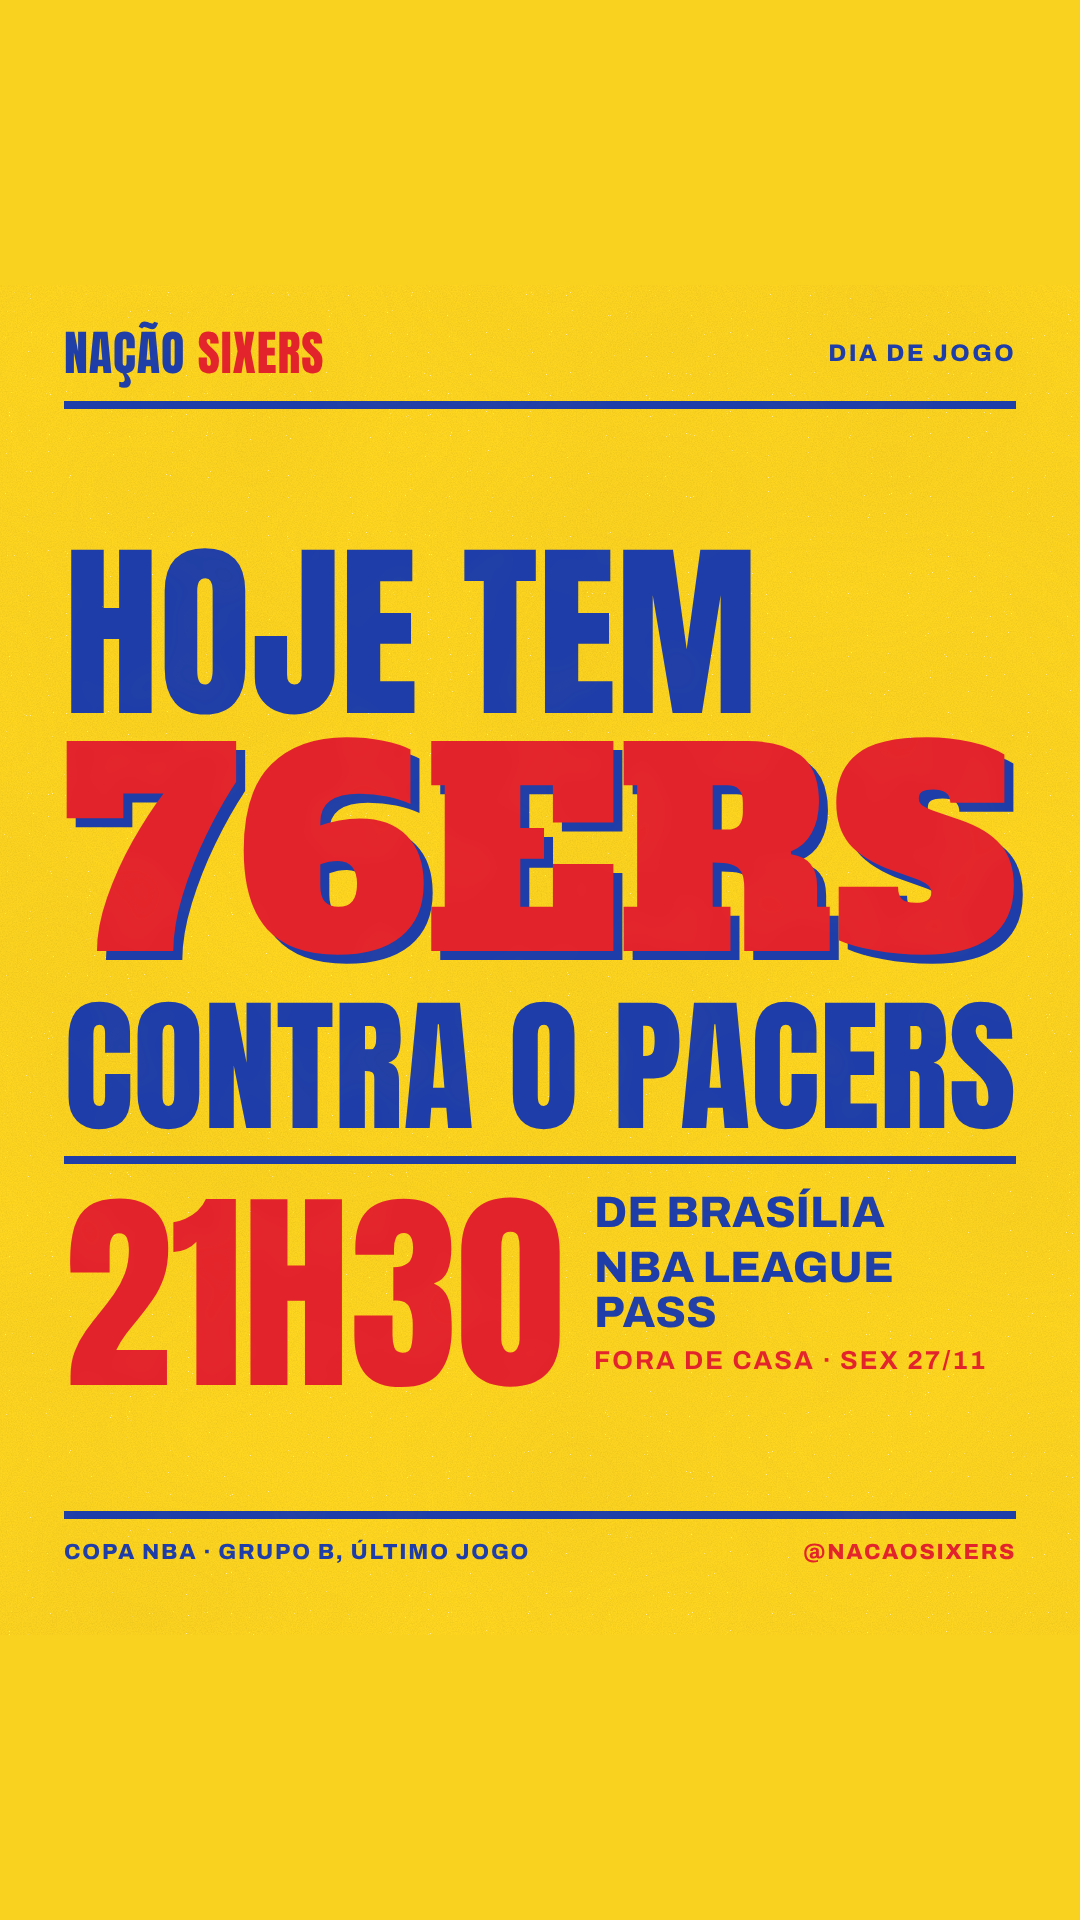 NAÇÃO SIXERS
DIA DE JOGO
HOJE TEM
76ERS
CONTRA O PACERS
21H30
DE BRASÍLIA
NBA LEAGUE
PASS
FORA DE CASA · SEX 27/11
COPA NBA · GRUPO B, ÚLTIMO JOGO
@NACAOSIXERS